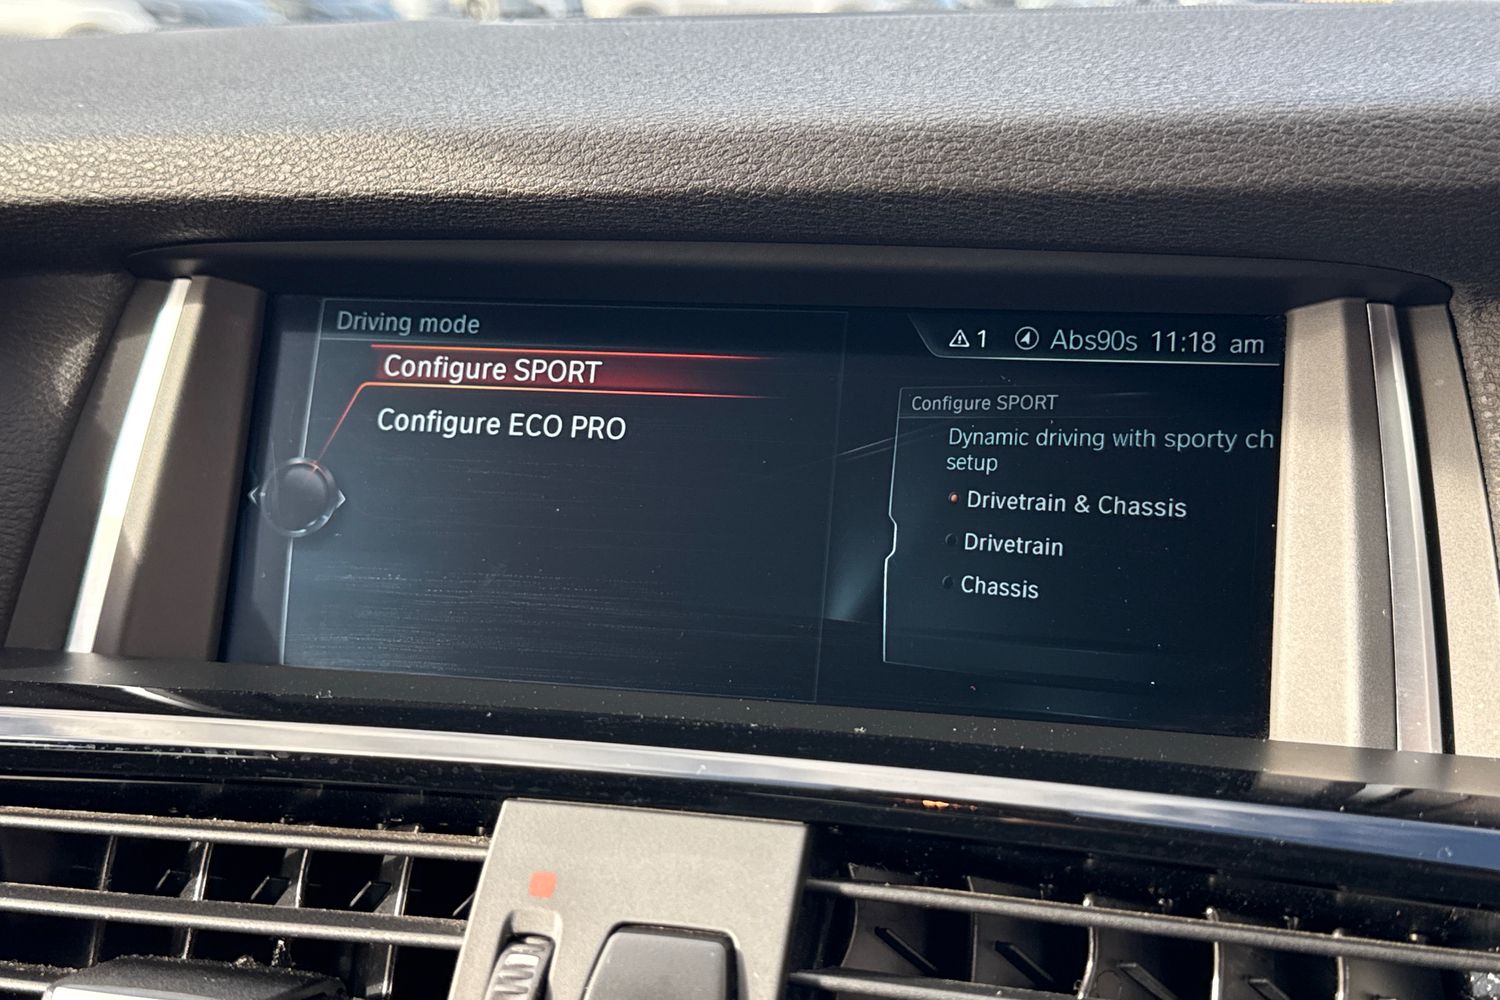 Driving mode
1 Abs90s 11:18 am
Configure SPORT
Configure ECO PRO
Configure SPORT
Dynamic driving with sporty ch
setup
Drivetrain & Chassis
Drivetrain
Chassis